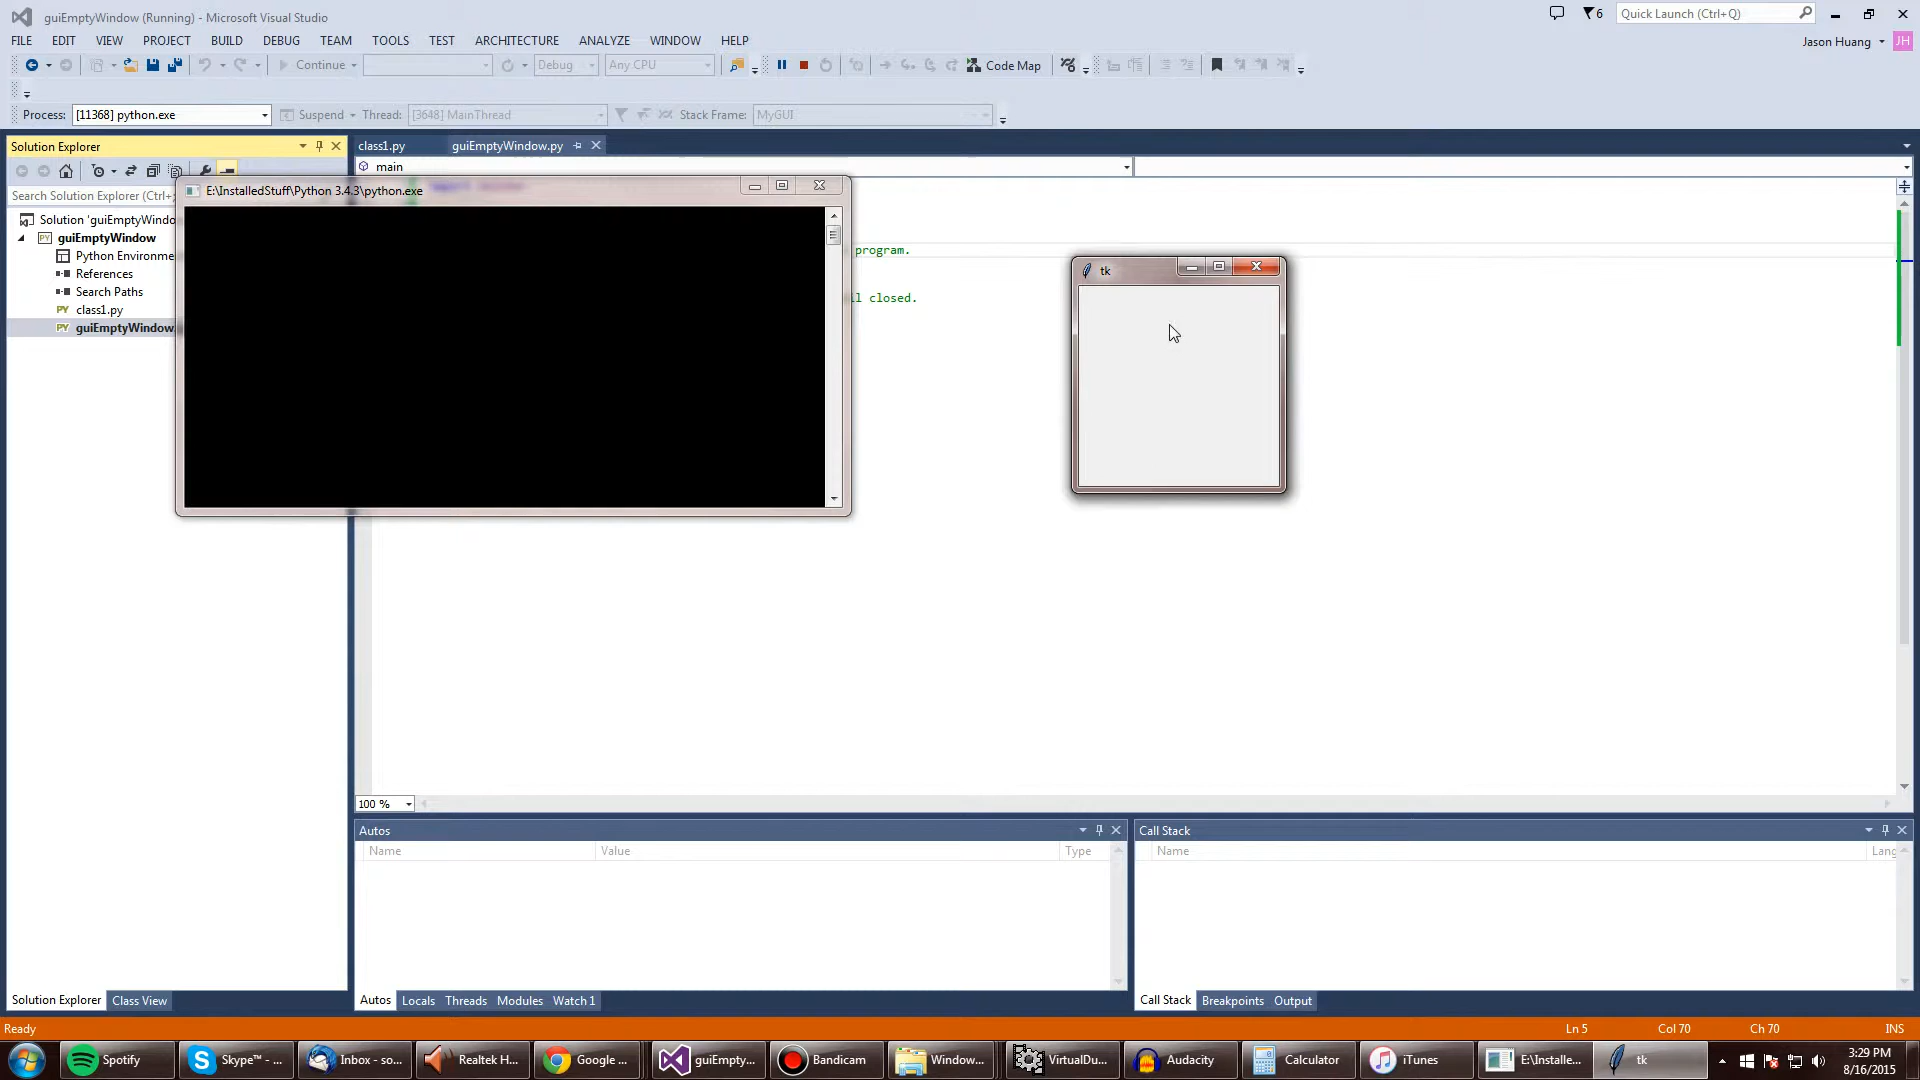 guiEmptyWindow (Running) - Microsoft Visual Studio
6
Quick Launch (Ctrl+Q)
FILE EDIT VIEW PROJECT BUILD DEBUG TEAM TOOLS TEST ARCHITECTURE ANALYZE WINDOW HELP
Jason Huang JH
Continue Debug Any CPU Code Map
Process: [11368] python.exe Suspend Thread: [3648] MainThread Stack Frame: MyGUI
Solution Explorer
class1.py guiEmptyWindow.py
main
E:\InstalledStuff\Python 3.4.3\python.exe
Search Solution Explorer (Ctrl+;
Solution 'guiEmptyWindo
guiEmptyWindow
Python Environme
References
Search Paths
class1.py
guiEmptyWindow.
program.
ll closed.
tk
100 %
Autos
Name Value Type
Call Stack
Name Lang
Solution Explorer Class View
Autos Locals Threads Modules Watch 1
Call Stack Breakpoints Output
Ready Ln 5 Col 70 Ch 70 INS
Spotify Skype™ - ... Inbox - so... Realtek H... Google ... guiEmpty... Bandicam Window... VirtualDu... Audacity Calculator iTunes E:\Installe... tk
3:29 PM
8/16/2015